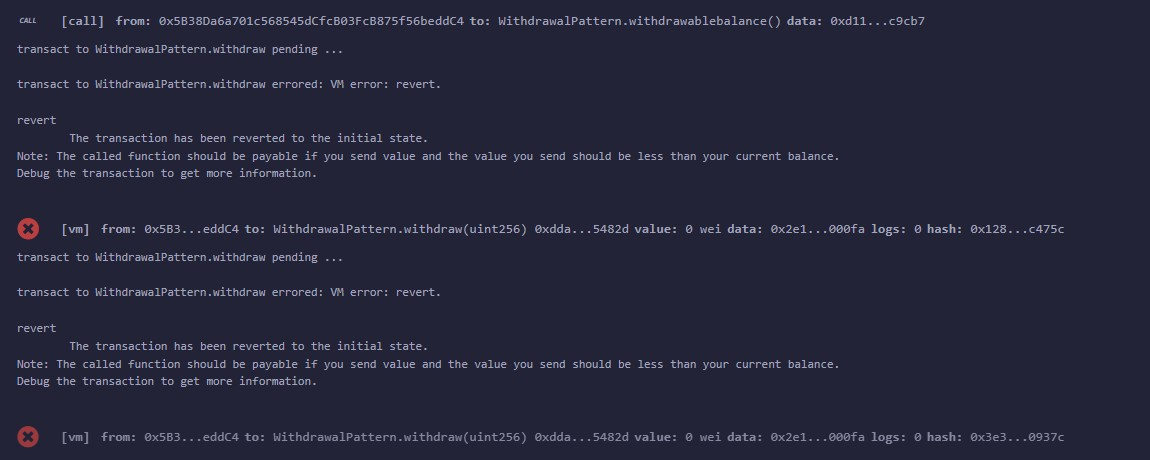 CALL [call] from: 0x5B38Da6a701c568545dCfcB03FcB875f56beddC4 to: WithdrawalPattern.withdrawablebalance() data: 0xd11...c9cb7
transact to WithdrawalPattern.withdraw pending ...
transact to WithdrawalPattern.withdraw errored: VM error: revert.
revert
The transaction has been reverted to the initial state.
Note: The called function should be payable if you send value and the value you send should be less than your current balance.
Debug the transaction to get more information.
[vm] from: 0x5B3...eddC4 to: WithdrawalPattern.withdraw(uint256) 0xdda...5482d value: 0 wei data: 0x2e1...000fa logs: 0 hash: 0x128...c475c
transact to WithdrawalPattern.withdraw pending ...
transact to WithdrawalPattern.withdraw errored: VM error: revert.
revert
The transaction has been reverted to the initial state.
Note: The called function should be payable if you send value and the value you send should be less than your current balance.
Debug the transaction to get more information.
[vm] from: 0x5B3...eddC4 to: WithdrawalPattern.withdraw(uint256) 0xdda...5482d value: 0 wei data: 0x2e1...000fa logs: 0 hash: 0x3e3...0937c